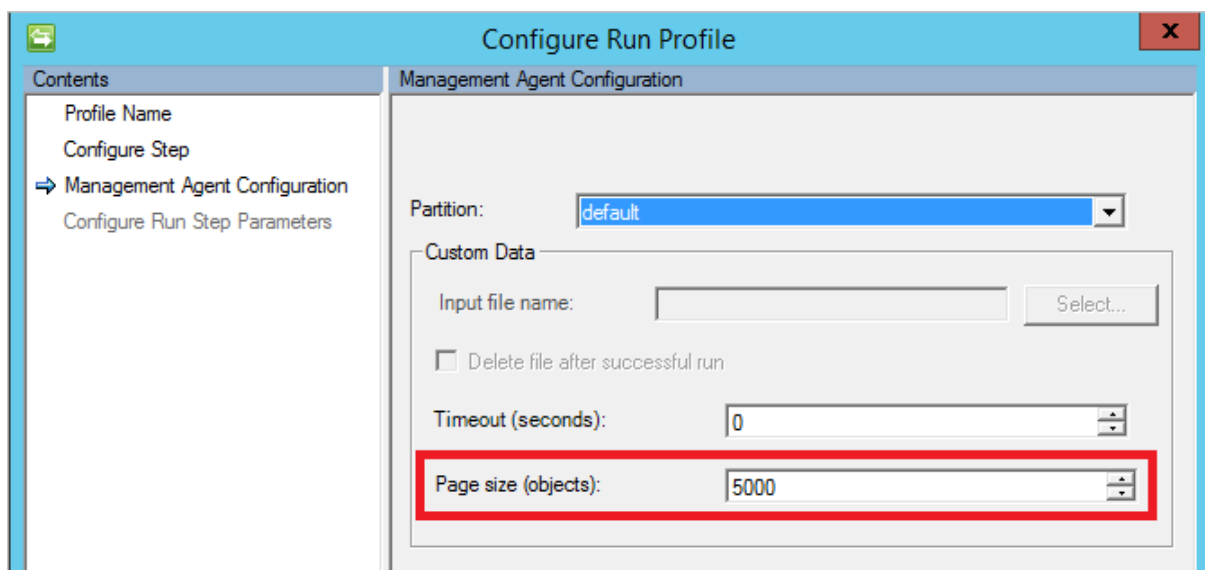 Configure Run Profile
x
Contents
Profile Name
Configure Step
Management Agent Configuration
Configure Run Step Parameters
Management Agent Configuration
Partition: default
Custom Data
Input file name: Select...
Delete file after successful run
Timeout (seconds): 0
Page size (objects): 5000